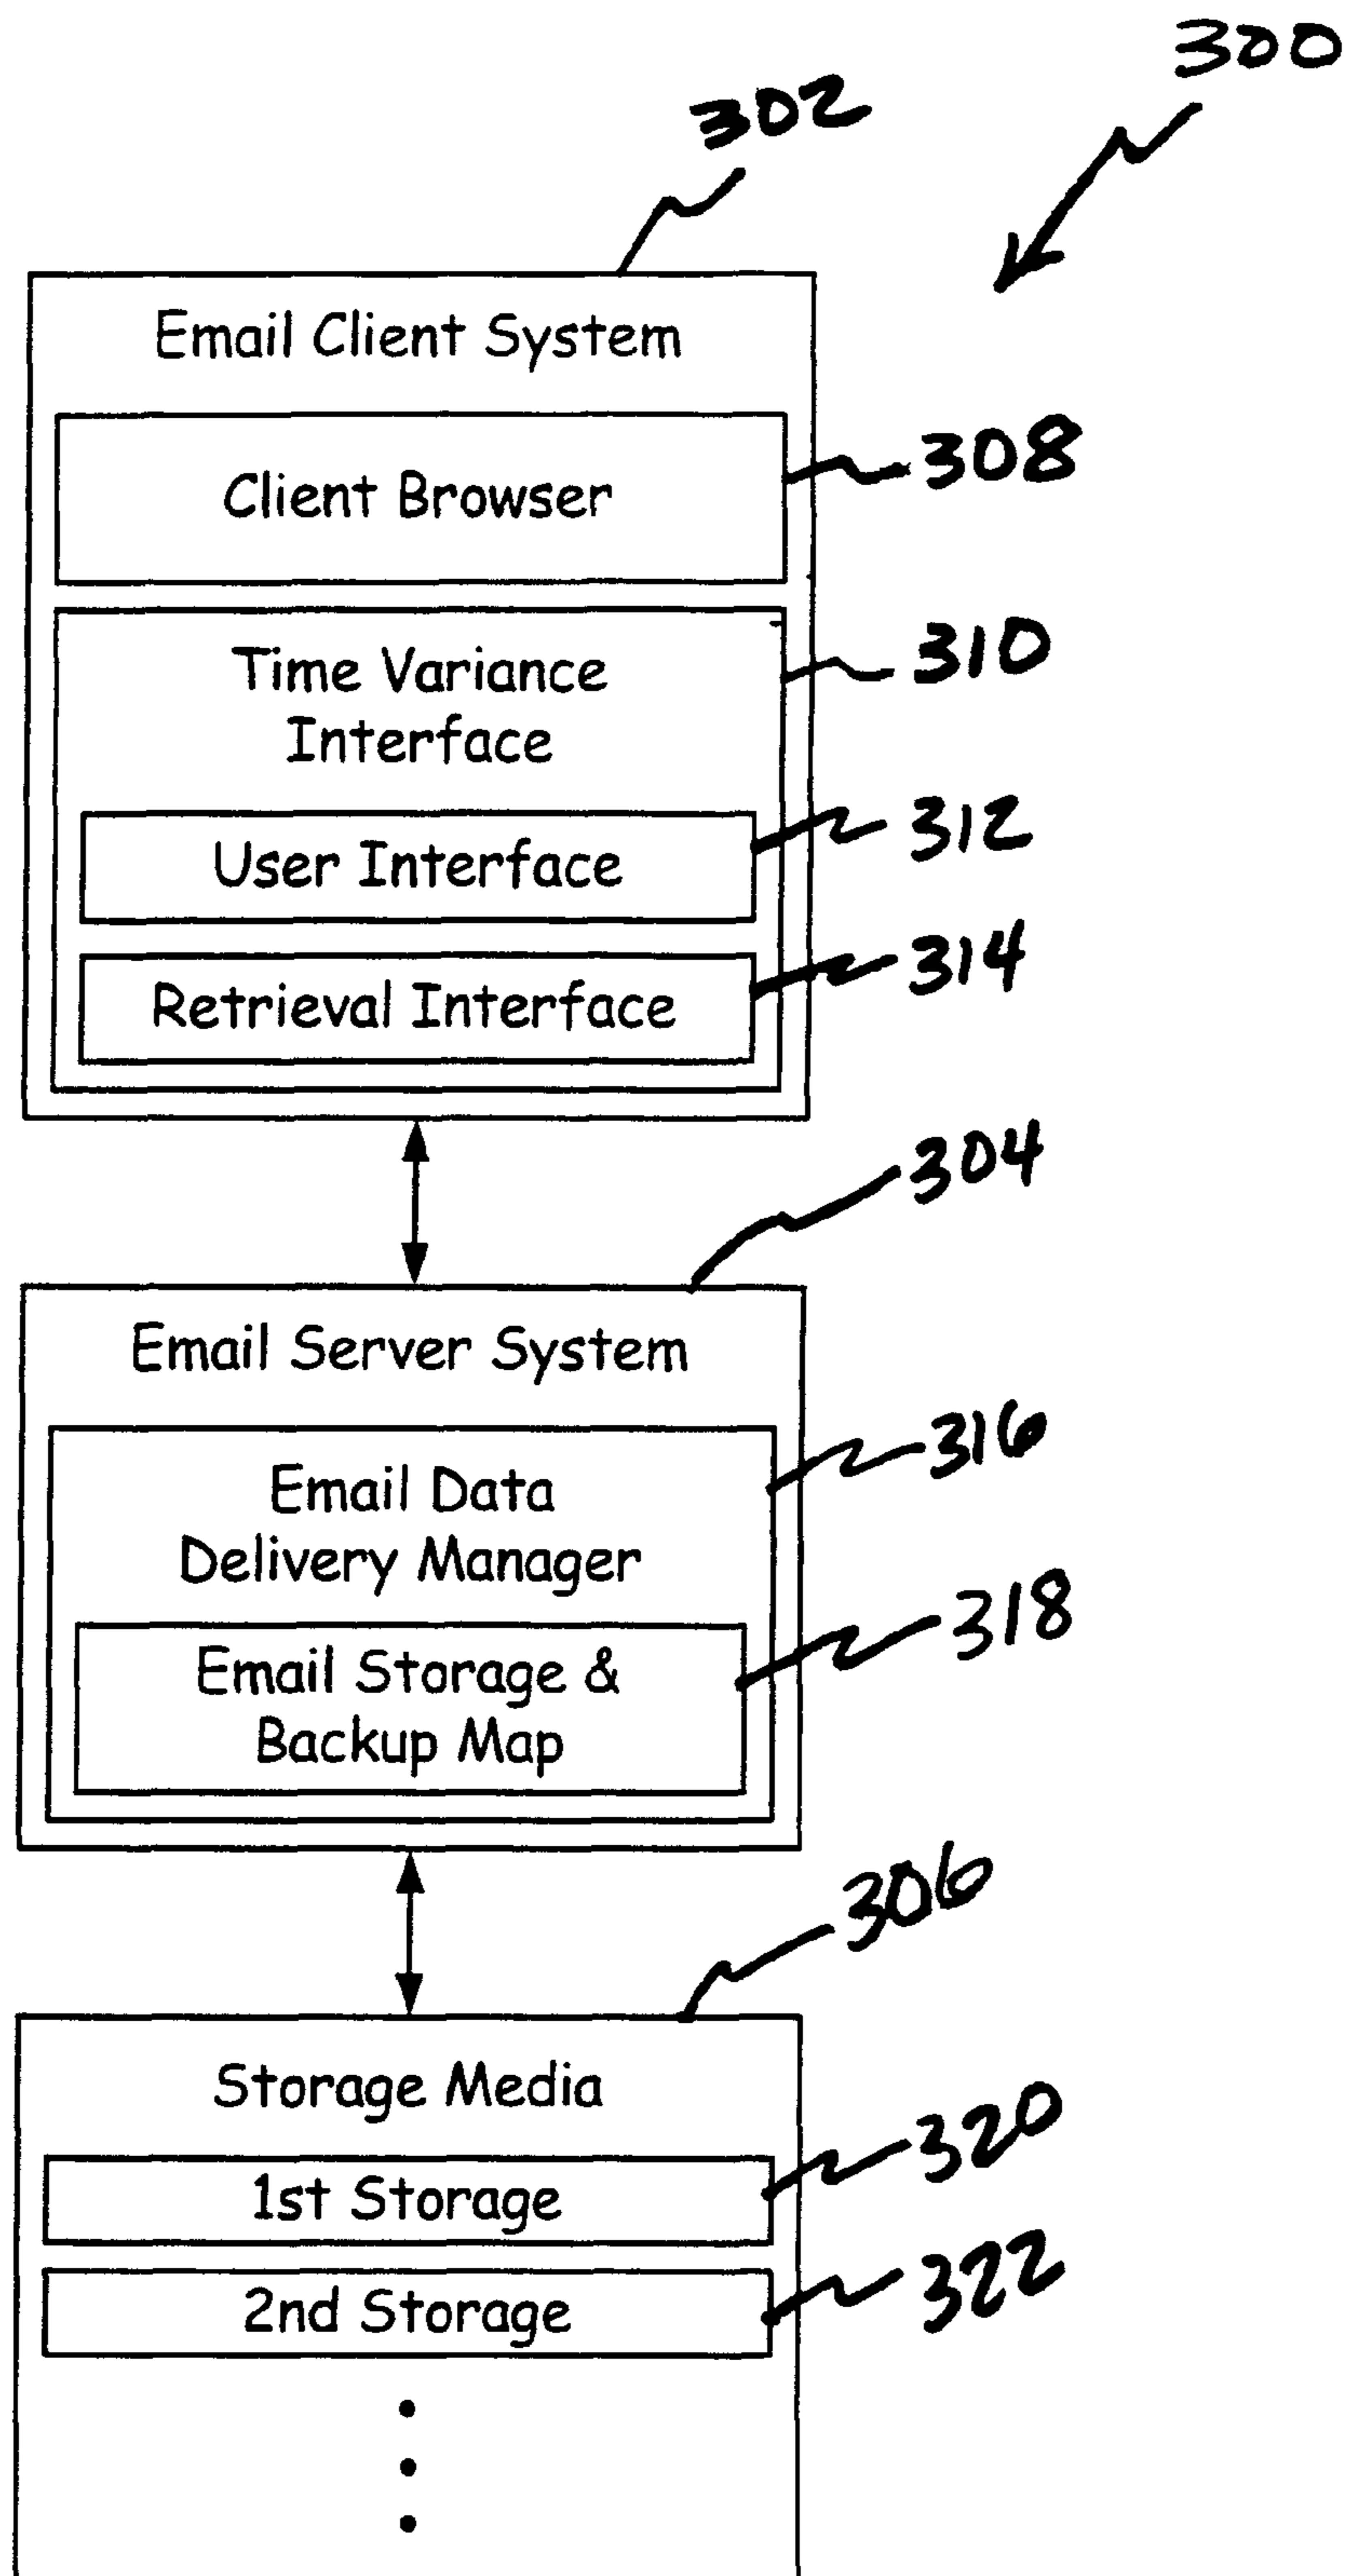 300
302
Email Client System
Client Browser
308
Time Variance
Interface
310
User Interface
312
Retrieval Interface
314
304
Email Server System
Email Data
Delivery Manager
316
Email Storage &
Backup Map
318
306
Storage Media
1st Storage
320
2nd Storage
322